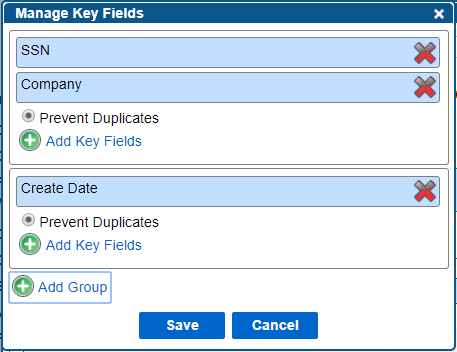 Manage Key Fields
SSN
Company
Prevent Duplicates
Add Key Fields
Create Date
Prevent Duplicates
Add Key Fields
Add Group
Save Cancel